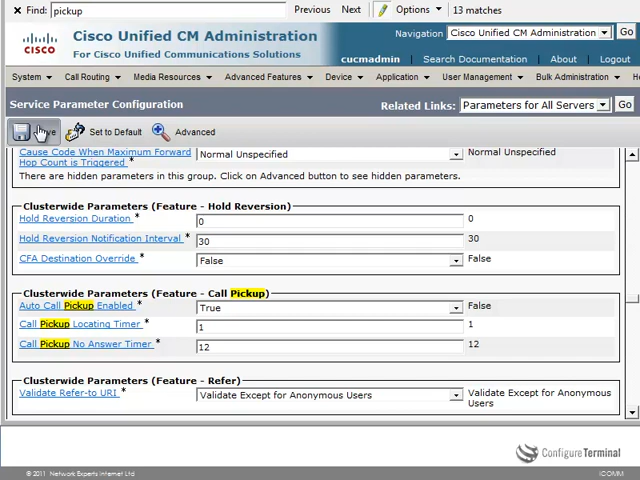 Find: pickup Previous Next Options 13 matches
CISCO Cisco Unified CM Administration Navigation Cisco Unified CM Administration Go
For Cisco Unified Communications Solutions cucmadmin Search Documentation About Logout
System Call Routing Media Resources Advanced Features Device Application User Management Bulk Administration
Service Parameter Configuration Related Links: Parameters for All Servers Go
Set to Default Advanced
Cause Code When Maximum Forward
Hop Count is Triggered * Normal Unspecified Normal Unspecified
There are hidden parameters in this group. Click on Advanced button to see hidden parameters.
Clusterwide Parameters (Feature - Hold Reversion)
Hold Reversion Duration * 0 0
Hold Reversion Notification Interval * 30 30
CFA Destination Override * False False
Clusterwide Parameters (Feature - Call Pickup)
Auto Call Pickup Enabled * True False
Call Pickup Locating Timer * 1 1
Call Pickup No Answer Timer * 12 12
Clusterwide Parameters (Feature - Refer)
Validate Refer-to URI * Validate Except for Anonymous Users Validate Except for Anonymous
Users
ConfigureTerminal
© 2011 Network Experts Internet Ltd iCOMM